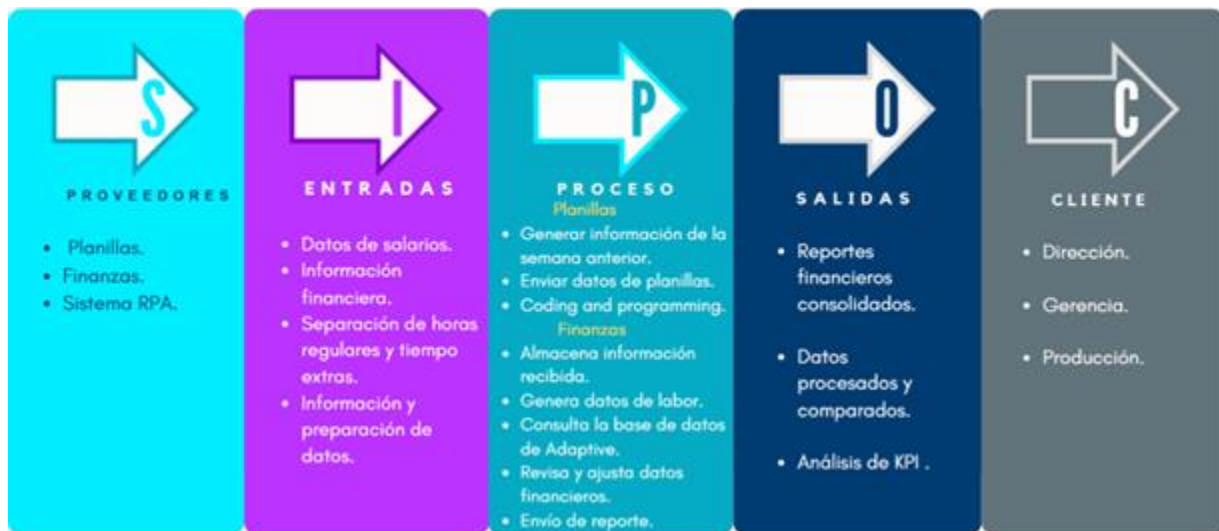 S
PROVEEDORES
• Planillas.
• Finanzas.
• Sistema RPA.
I
ENTRADAS
• Datos de salarios.
• Información
financiera.
• Separación de horas
regulares y tiempo
extras.
• Información y
preparación de
datos.
P
PROCESO
Planillas
• Generar información de la
semana anterior.
• Enviar datos de planillas.
• Coding and programming.
Finanzas
• Almacena información
recibida.
• Genera datos de labor.
• Consulta la base de datos
de Adaptive.
• Revisa y ajusta datos
financieros.
• Envío de reporte.
O
SALIDAS
• Reportes
financieros
consolidados.
• Datos
procesados y
comparados.
• Análisis de KPI .
C
CLIENTE
• Dirección.
• Gerencia.
• Producción.